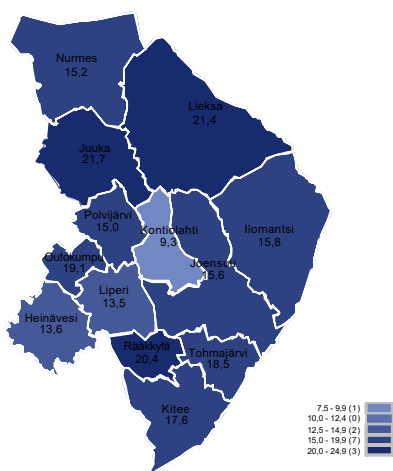 Nurmes
15,2
Lieksa
21,4
Juuka
21,7
Polvijärvi
15,0
Kontiolahti
9,3
Ilomantsi
15,8
Outokumpu
19,1
Joensuu
15,6
Liperi
13,5
Heinävesi
13,6
Rääkkylä
20,4
Tohmajärvi
18,5
Kitee
17,6
7,5 - 9,9 (1)
10,0 - 12,4 (0)
12,5 - 14,9 (2)
15,0 - 19,9 (7)
20,0 - 24,9 (3)